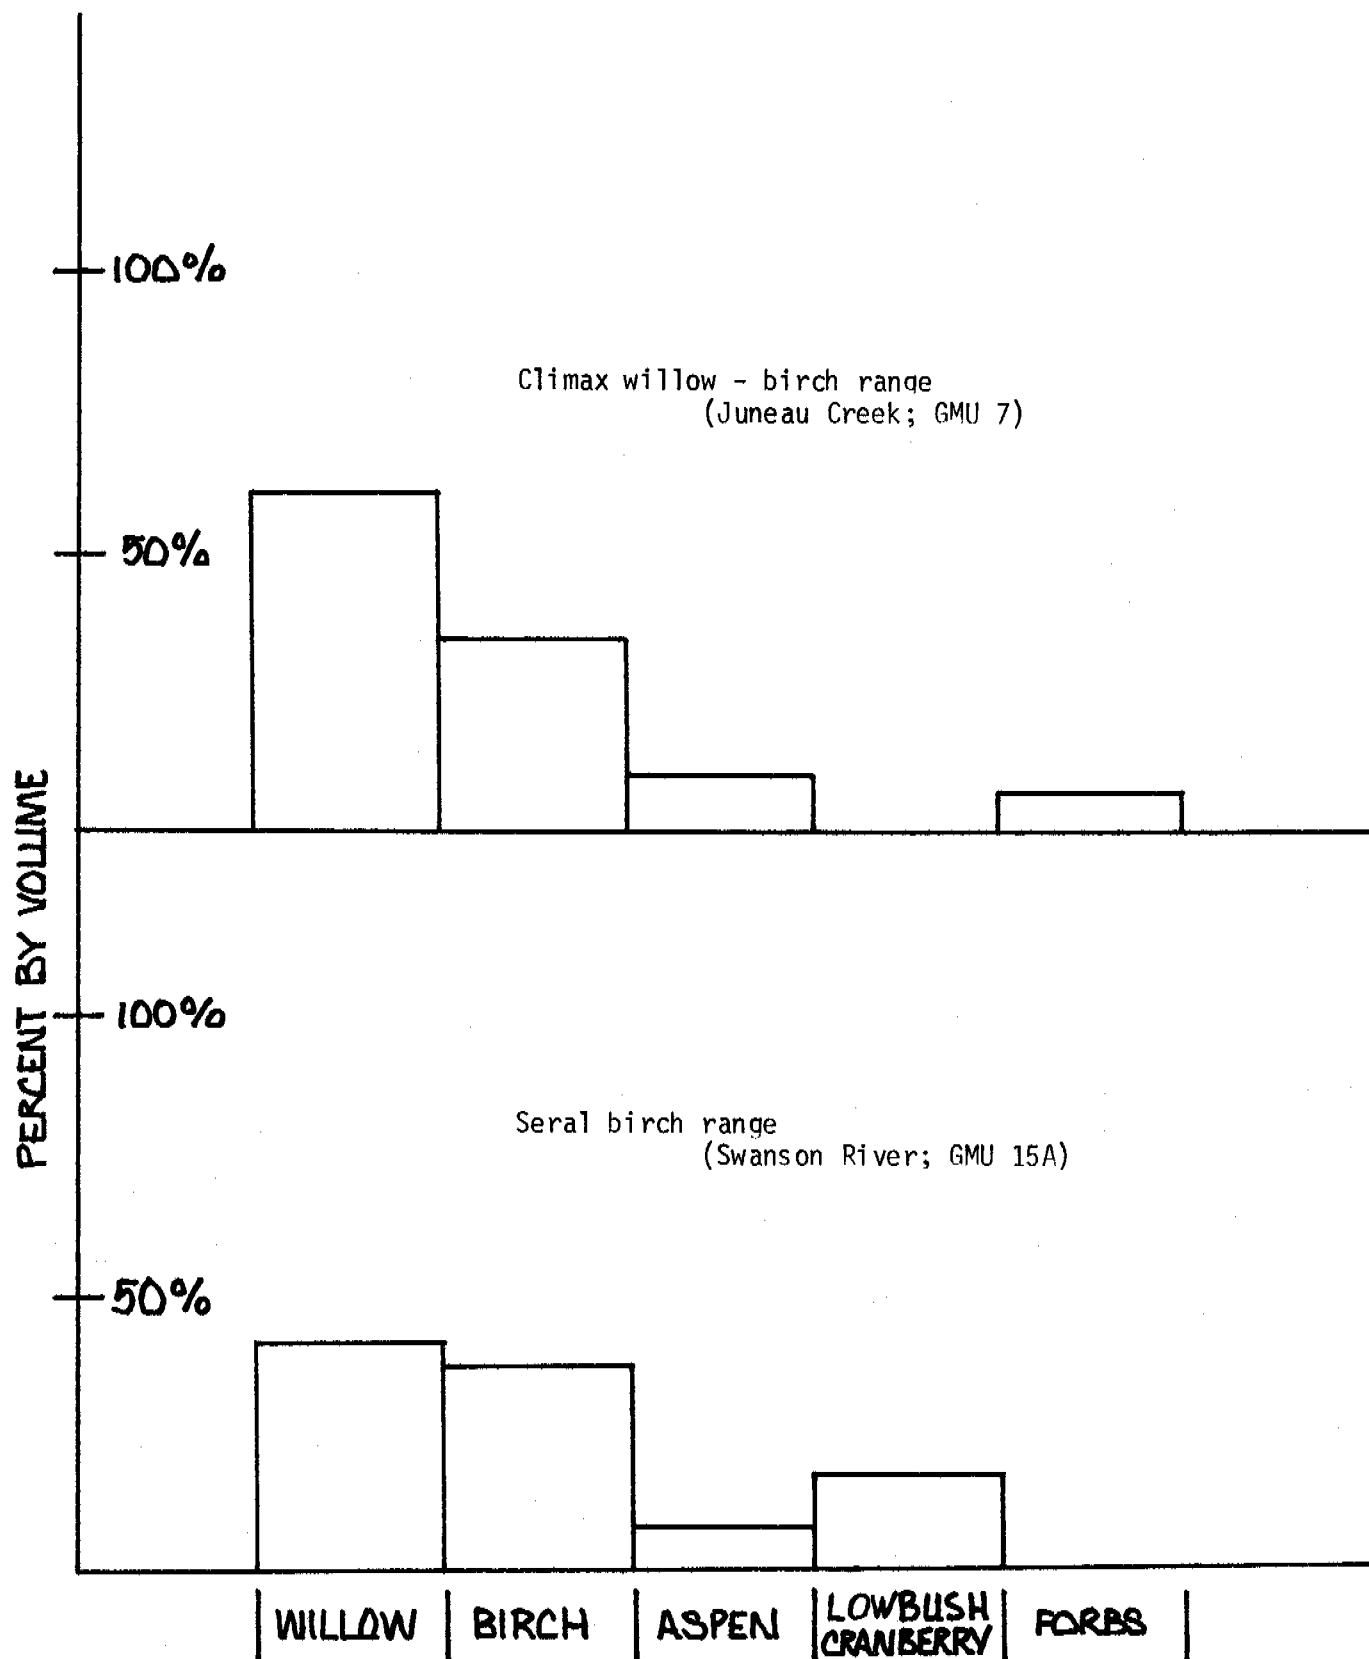 100%
Climax willow - birch range
(Juneau Creek; GMU 7)
50%
PERCENT BY VOLUME
100%
Seral birch range
(Swanson River; GMU 15A)
50%
WILLOW
BIRCH
ASPEN
LOWBUSH
CRANBERRY
FORBS